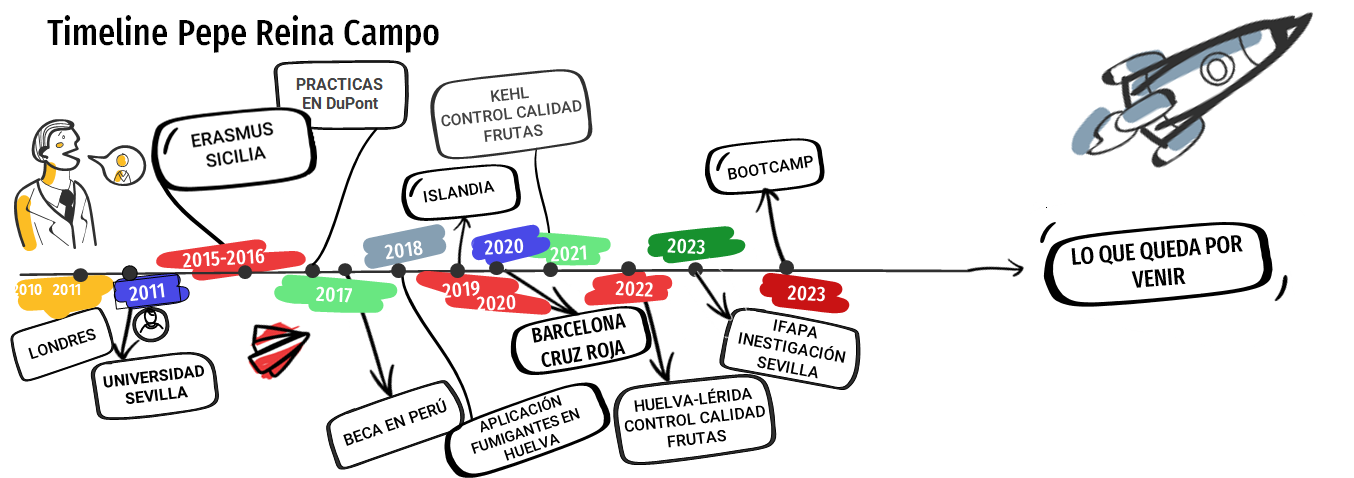 Timeline Pepe Reina Campo
PRACTICAS
EN DuPont
ERASMUS
SICILIA
KEHL
CONTROL CALIDAD
FRUTAS
ISLANDIA
BOOTCAMP
2015-2016
2018
2020
2021
2023
LO QUE QUEDA POR
VENIR
2010 2011
2011
2017
2019
2020
2022
2023
LONDRES
UNIVERSIDAD
SEVILLA
BARCELONA
CRUZ ROJA
IFAPA
INESTIGACIÓN
SEVILLA
BECA EN PERÚ
APLICACIÓN
FUMIGANTES EN
HUELVA
HUELVA-LÉRIDA
CONTROL CALIDAD
FRUTAS